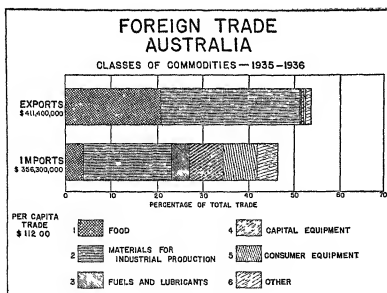 FOREIGN TRADE
AUSTRALIA
CLASSES OF COMMODITIES — 1935-1936
EXPORTS
$411,400,000
IMPORTS
$356,300,000
0 10 20 30 40 50 60 70
PERCENTAGE OF TOTAL TRADE
PER CAPITA
TRADE
$112.00
1 FOOD
2 MATERIALS FOR
INDUSTRIAL PRODUCTION
3 FUELS AND LUBRICANTS
4 CAPITAL EQUIPMENT
5 CONSUMER EQUIPMENT
6 OTHER